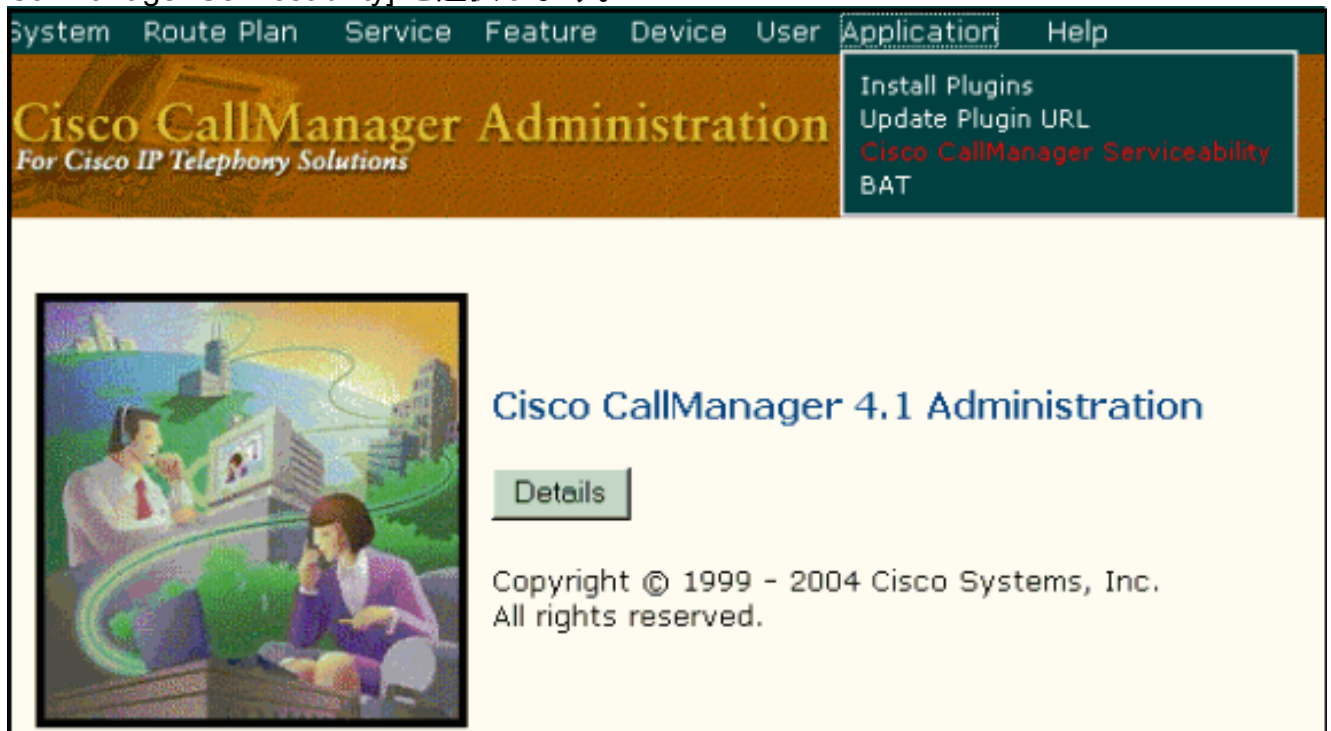 System Route Plan Service Feature Device User Application Help
Install Plugins
Update Plugin URL
Cisco CallManager Serviceability
BAT
Cisco CallManager Administration
For Cisco IP Telephony Solutions
Cisco CallManager 4.1 Administration
Details
Copyright © 1999 - 2004 Cisco Systems, Inc.
All rights reserved.